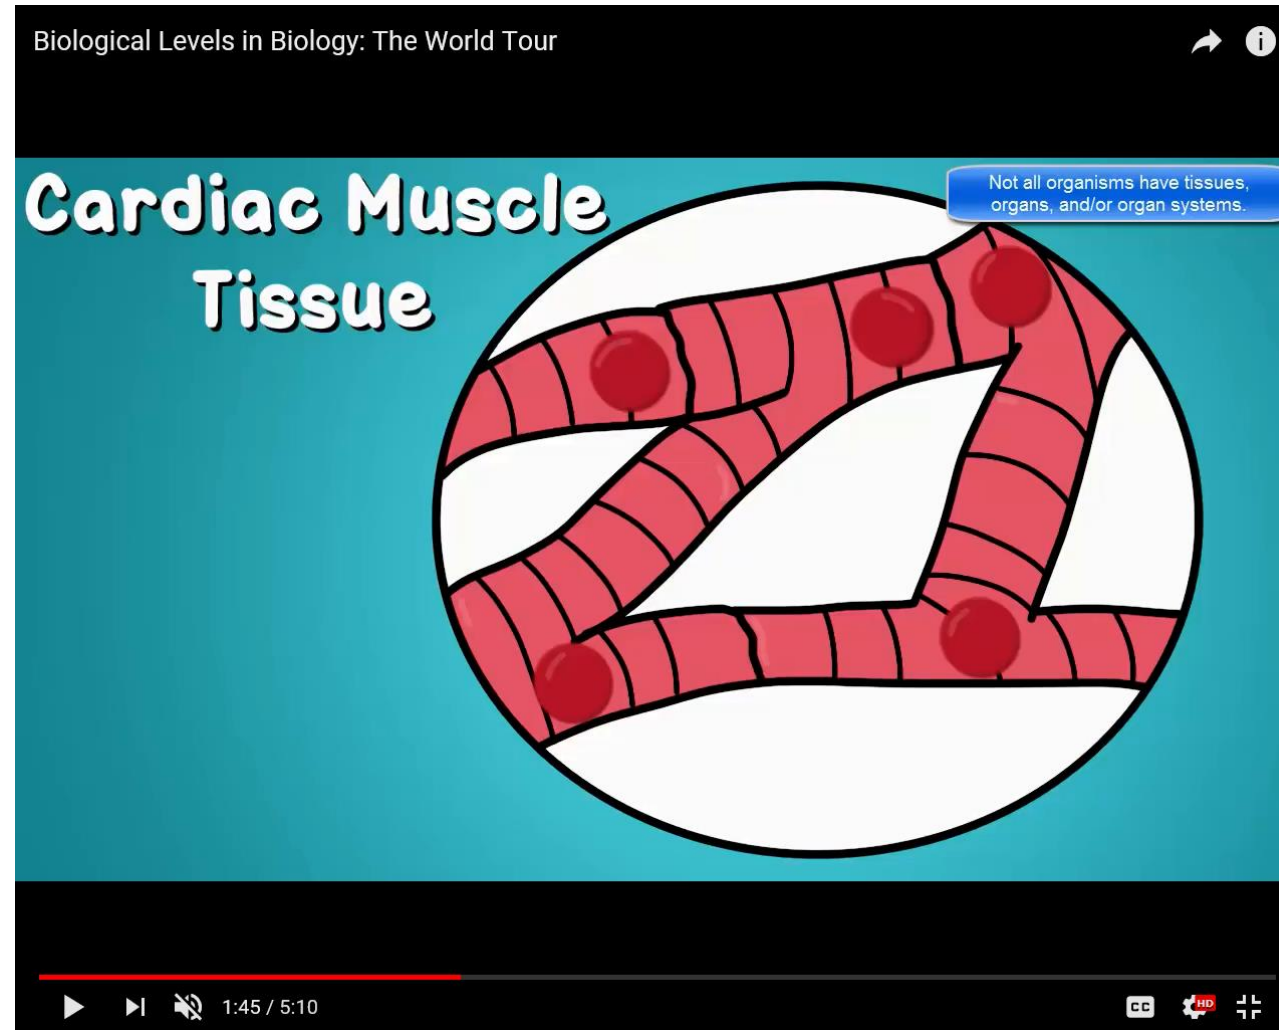 Biological Levels in Biology: The World Tour
Cardiac Muscle
Tissue
Not all organisms have tissues,
organs, and/or organ systems.
1:45 / 5:10
CC
HD